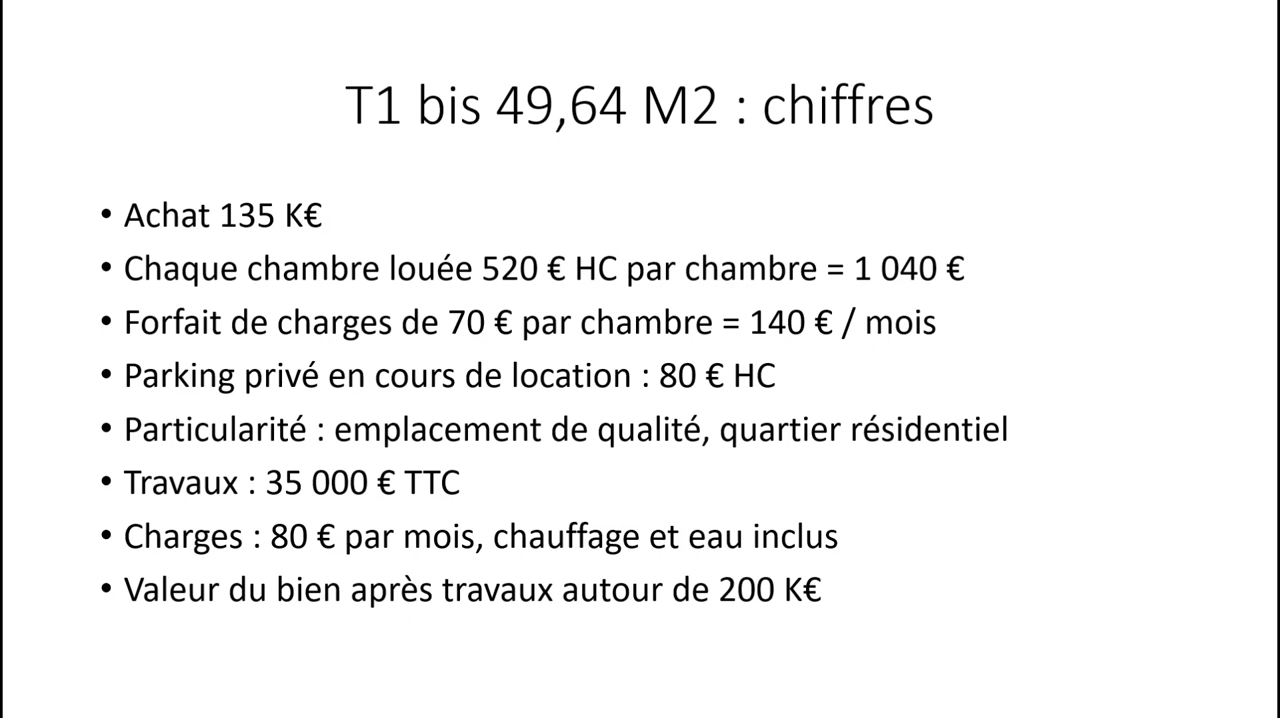 T1 bis 49,64 M2 : chiffres
• Achat 135 K€
• Chaque chambre louée 520 € HC par chambre = 1 040 €
• Forfait de charges de 70 € par chambre = 140 € / mois
• Parking privé en cours de location : 80 € HC
• Particularité : emplacement de qualité, quartier résidentiel
• Travaux : 35 000 € TTC
• Charges : 80 € par mois, chauffage et eau inclus
• Valeur du bien après travaux autour de 200 K€